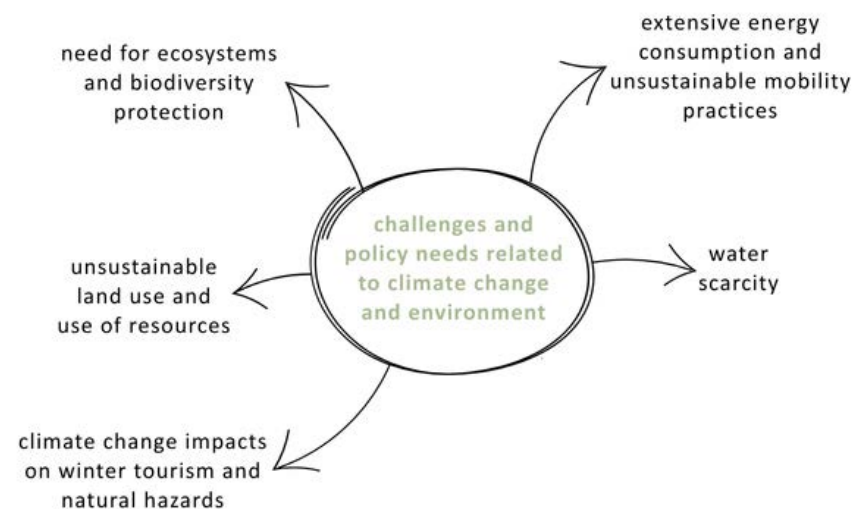 need for ecosystems
and biodiversity
protection
extensive energy
consumption and
unsustainable mobility
practices
challenges and
policy needs related
to climate change
and environment
unsustainable
land use and
use of resources
water
scarcity
climate change impacts
on winter tourism and
natural hazards